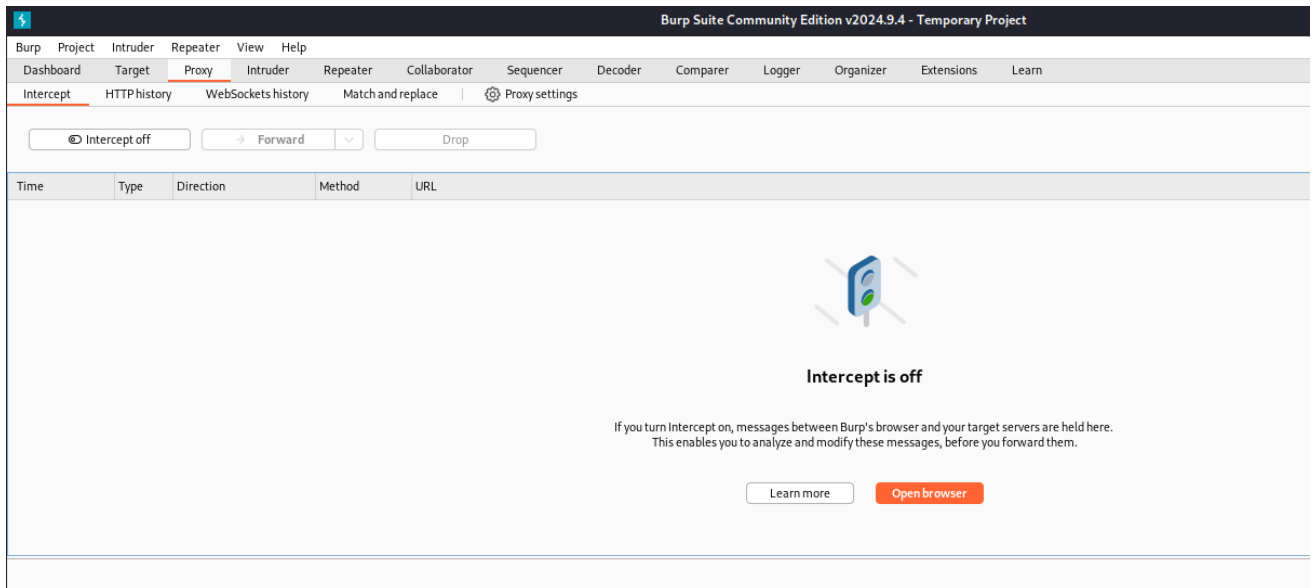 Burp Suite Community Edition v2024.9.4 - Temporary Project
Burp Project Intruder Repeater View Help
Dashboard Target Proxy Intruder Repeater Collaborator Sequencer Decoder Comparer Logger Organizer Extensions Learn
Intercept HTTP history WebSockets history Match and replace Proxy settings
Intercept off Forward Drop
Time Type Direction Method URL
Intercept is off
If you turn Intercept on, messages between Burp's browser and your target servers are held here.
This enables you to analyze and modify these messages, before you forward them.
Learn more Open browser